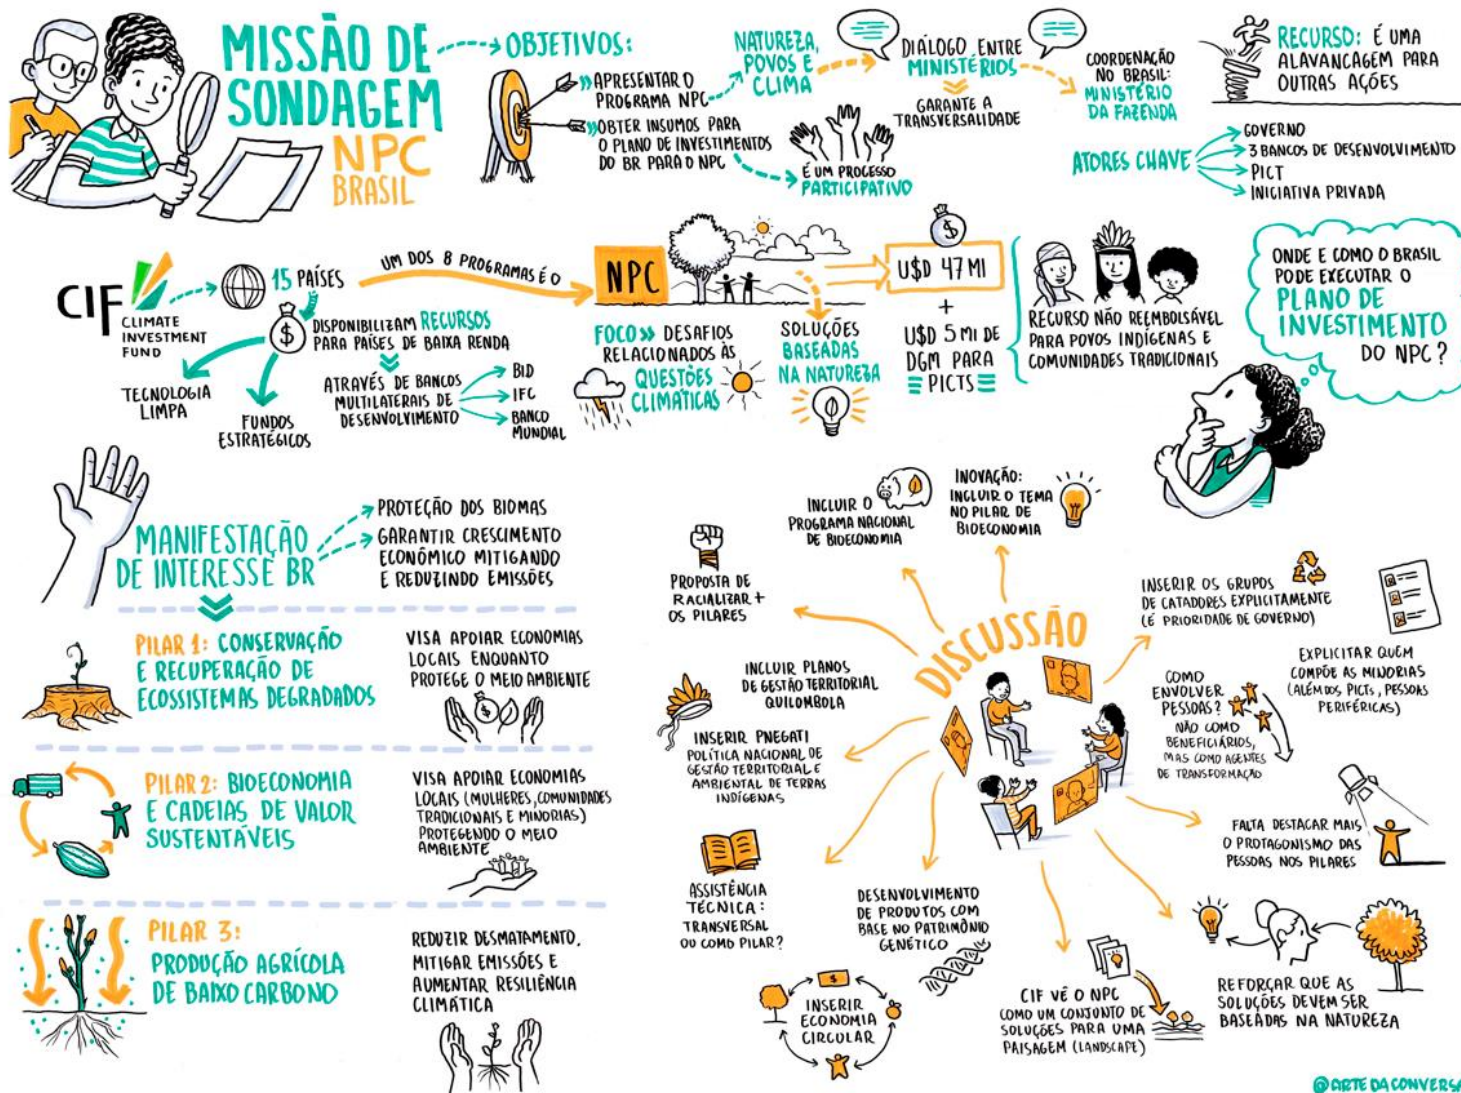 MISSÃO DE
SONDAGEM
NPC
BRASIL
OBJETIVOS:
APRESENTAR O
PROGRAMA NPC
OBTER INSUMOS PARA
O PLANO DE INVESTIMENTOS
DO BR PARA O NPC
NATUREZA,
POVOS E
CLIMA
É UM PROCESSO
PARTICIPATIVO
DIÁLOGO ENTRE
MINISTÉRIOS
GARANTE A
TRANSVERSALIDADE
COORDENAÇÃO
NO BRASIL:
MINISTÉRIO
DA FAZENDA
RECURSO: É UMA
ALAVANCAGEM PARA
OUTRAS AÇÕES
ATORES CHAVE
GOVERNO
3 BANCOS DE DESENVOLVIMENTO
PICT
INICIATIVA PRIVADA
CIF
CLIMATE
INVESTMENT
FUND
15 PAÍSES
$
DISPONIBILIZAM RECURSOS
PARA PAÍSES DE BAIXA RENDA
TECNOLOGIA
LIMPA
FUNDOS
ESTRATÉGICOS
ATRAVÉS DE BANCOS
MULTILATERAIS DE
DESENVOLVIMENTO
BID
IFC
BANCO
MUNDIAL
UM DOS 8 PROGRAMAS É O
NPC
FOCO >> DESAFIOS
RELACIONADOS ÀS
QUESTÕES
CLIMÁTICAS
SOLUÇÕES
BASEADAS
NA NATUREZA
$
U$D 47 MI
+
U$D 5 MI DE
DGM PARA
PICTS
RECURSO NÃO REEMBOLSÁVEL
PARA POVOS INDÍGENAS E
COMUNIDADES TRADICIONAIS
ONDE E COMO O BRASIL
PODE EXECUTAR O
PLANO DE
INVESTIMENTO
DO NPC?
MANIFESTAÇÃO
DE INTERESSE BR
PROTEÇÃO DOS BIOMAS
GARANTIR CRESCIMENTO
ECONÔMICO MITIGANDO
E REDUZINDO EMISSÕES
PILAR 1: CONSERVAÇÃO
E RECUPERAÇÃO DE
ECOSSISTEMAS DEGRADADOS
VISA APOIAR ECONOMIAS
LOCAIS ENQUANTO
PROTEGE O MEIO AMBIENTE
$
PILAR 2: BIOECONOMIA
E CADEIAS DE VALOR
SUSTENTÁVEIS
VISA APOIAR ECONOMIAS
LOCAIS (MULHERES, COMUNIDADES
TRADICIONAIS E MINORIAS)
PROTEGENDO O MEIO
AMBIENTE
PILAR 3:
PRODUÇÃO AGRÍCOLA
DE BAIXO CARBONO
REDUZIR DESMATAMENTO,
MITIGAR EMISSÕES E
AUMENTAR RESILIÊNCIA
CLIMÁTICA
DISCUSSÃO
PROPOSTA DE
RACIALIZAR +
OS PILARES
INCLUIR O
PROGRAMA NACIONAL
DE BIOECONOMIA
INOVAÇÃO:
INCLUIR O TEMA
NO PILAR DE
BIOECONOMIA
INSERIR OS GRUPOS
DE CATADORES EXPLICITAMENTE
(É PRIORIDADE DE GOVERNO)
EXPLICITAR QUEM
COMPÕE AS MINORIAS
(ALÉM DOS PICTS, PESSOAS
PERIFÉRICAS)
COMO
ENVOLVER
PESSOAS?
NÃO COMO
BENEFICIÁRIOS,
MAS COMO AGENTES
DE TRANSFORMAÇÃO
FALTA DESTACAR MAIS
O PROTAGONISMO DAS
PESSOAS NOS PILARES
REFORÇAR QUE AS
SOLUÇÕES DEVEM SER
BASEADAS NA NATUREZA
CIF VÊ O NPC
COMO UM CONJUNTO DE
SOLUÇÕES PARA UMA
PAISAGEM (LANDSCAPE)
DESENVOLVIMENTO
DE PRODUTOS COM
BASE NO PATRIMÔNIO
GENÉTICO
$
INSERIR
ECONOMIA
CIRCULAR
ASSISTÊNCIA
TÉCNICA:
TRANSVERSAL
OU COMO PILAR?
INCLUIR PLANOS
DE GESTÃO TERRITORIAL
QUILOMBOLA
INSERIR PNEGATI
POLÍTICA NACIONAL DE
GESTÃO TERRITORIAL E
AMBIENTAL DE TERRAS
INDÍGENAS
@ARTEDACONVERSA